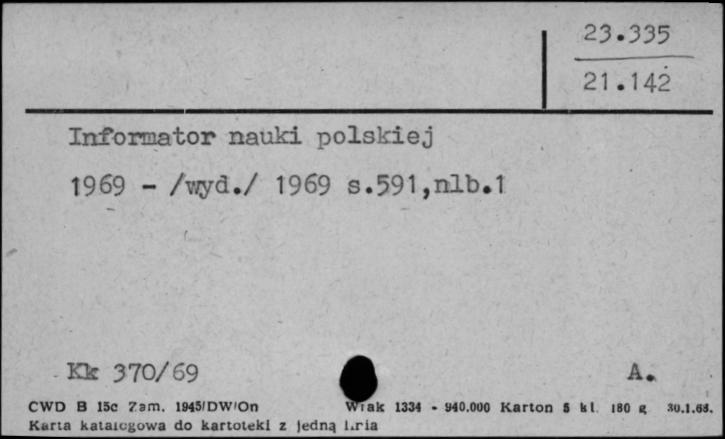 23.335
21.142
Informator nauki polskiej
1969 - /wyd./ 1969 s.591,nlb.1
Kk 370/69
A.
CWD B 15c Zam. 1945/DW/On Wrak 1334 - 940.000 Karton 5 kl. 180 g 30.1.68.
Karta katalogowa do kartoteki z jedną